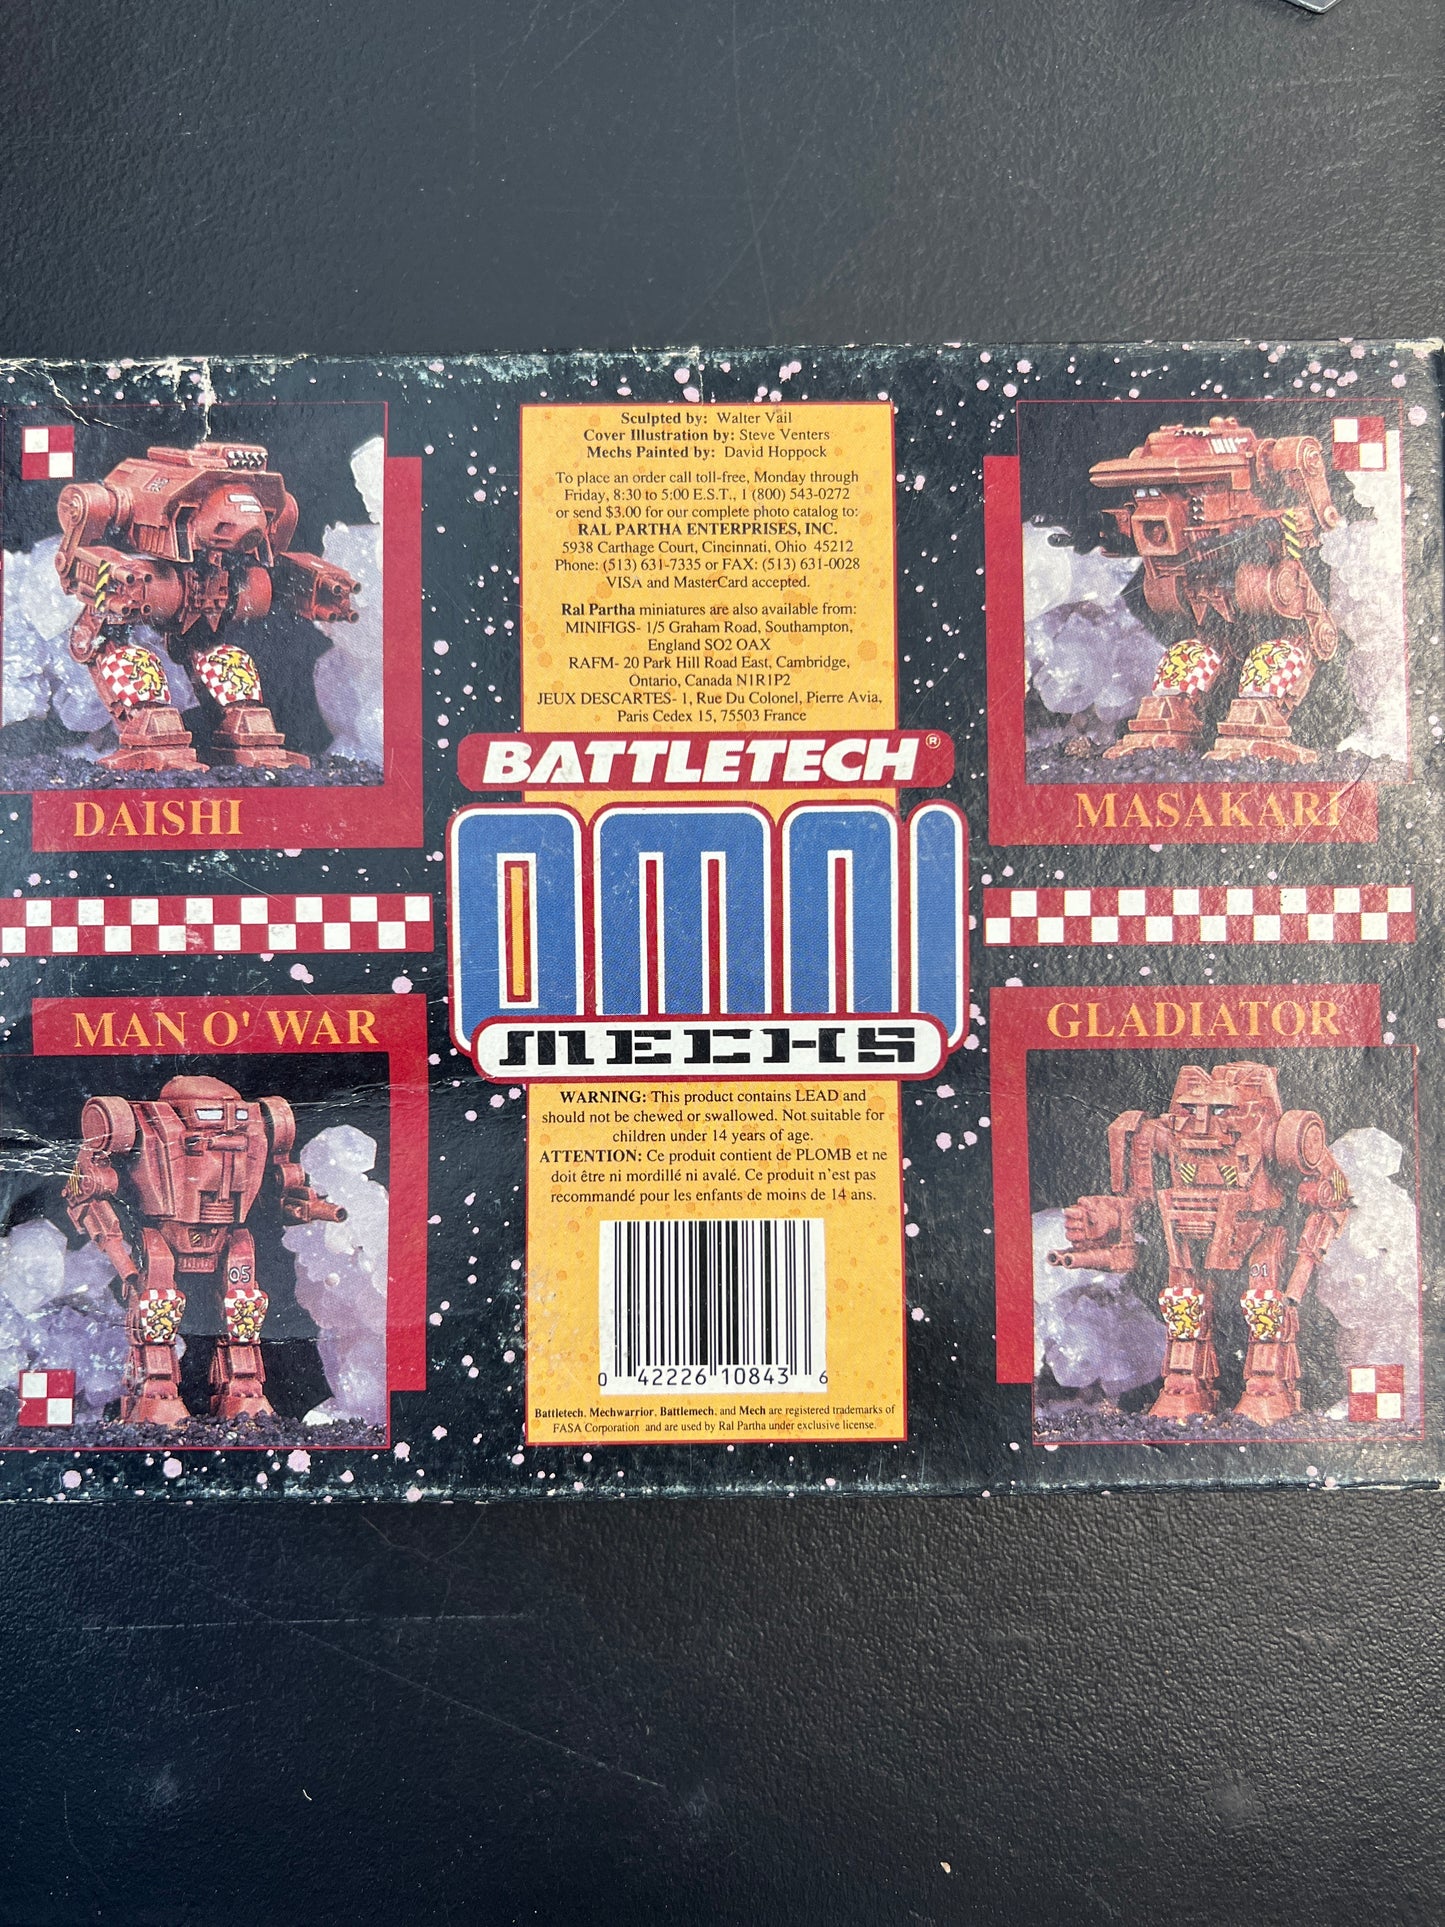 Sculpted by: Walter Vail
Cover Illustration by: Steve Venters
Mechs Painted by: David Hoppock
To place an order call toll-free, Monday through
Friday, 8:30 to 5:00 E.S.T., 1 (800) 543-0272
or send $3.00 for our complete photo catalog to:
RAL PARTHA ENTERPRISES, INC.
5938 Carthage Court, Cincinnati, Ohio 45212
Phone: (513) 631-7335 or FAX: (513) 631-0028
VISA and MasterCard accepted.
Ral Partha miniatures are also available from:
MINIFIGS- 1/5 Graham Road, Southampton,
England SO2 OAX
RAFM- 20 Park Hill Road East, Cambridge,
Ontario, Canada N1R1P2
JEUX DESCARTES- 1, Rue Du Colonel, Pierre Avia,
Paris Cedex 15, 75503 France
BATTLETECH®
DAISHI
MASAKARI
OMNI
MECHS
MAN O' WAR
GLADIATOR
05
01
WARNING: This product contains LEAD and
should not be chewed or swallowed. Not suitable for
children under 14 years of age.
ATTENTION: Ce produit contient de PLOMB et ne
doit être ni mordillé ni avalé. Ce produit n'est pas
recommandé pour les enfants de moins de 14 ans.
0 42226 10843 6
Battletech, Mechwarrior, Battlemech, and Mech are registered trademarks of
FASA Corporation and are used by Ral Partha under exclusive license.